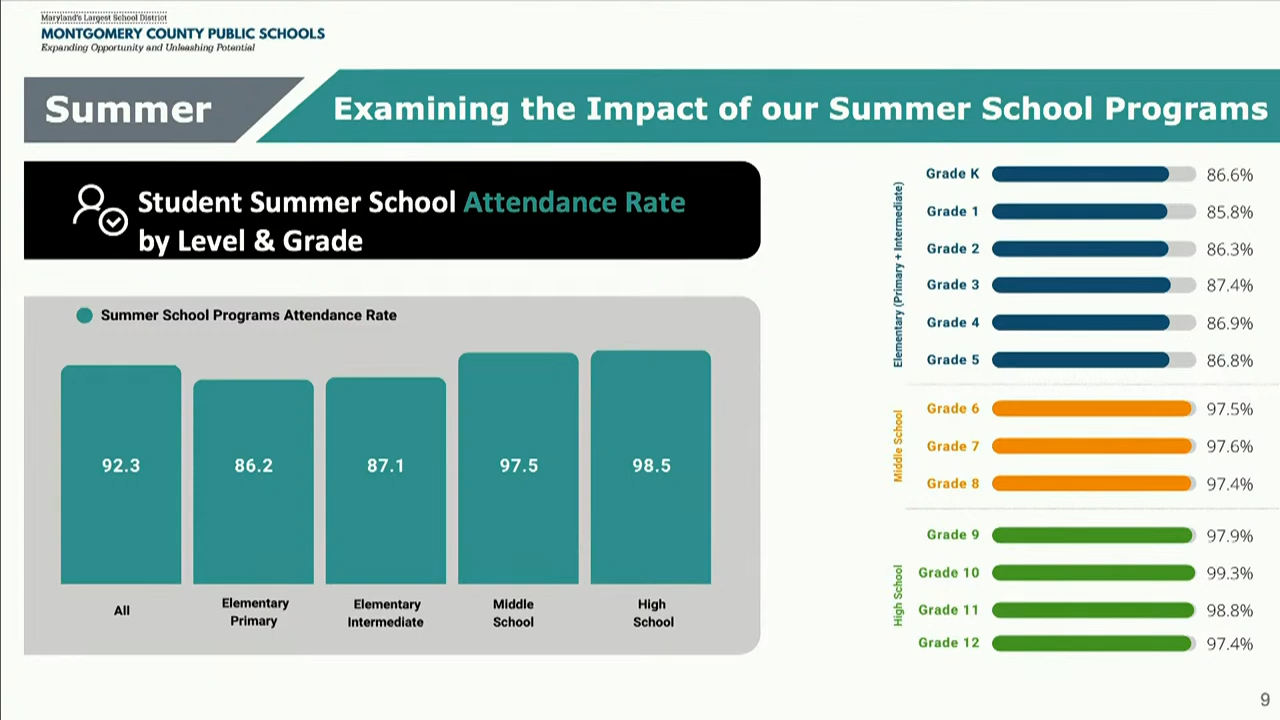 Maryland's Largest School District
MONTGOMERY COUNTY PUBLIC SCHOOLS
Expanding Opportunity and Unleashing Potential
Summer
Examining the Impact of our Summer School Programs
Student Summer School Attendance Rate
by Level & Grade
Summer School Programs Attendance Rate
92.3
86.2
87.1
97.5
98.5
All
Elementary
Primary
Elementary
Intermediate
Middle
School
High
School
Elementary (Primary + Intermediate)
Grade K 86.6%
Grade 1 85.8%
Grade 2 86.3%
Grade 3 87.4%
Grade 4 86.9%
Grade 5 86.8%
Middle School
Grade 6 97.5%
Grade 7 97.6%
Grade 8 97.4%
High School
Grade 9 97.9%
Grade 10 99.3%
Grade 11 98.8%
Grade 12 97.4%
9